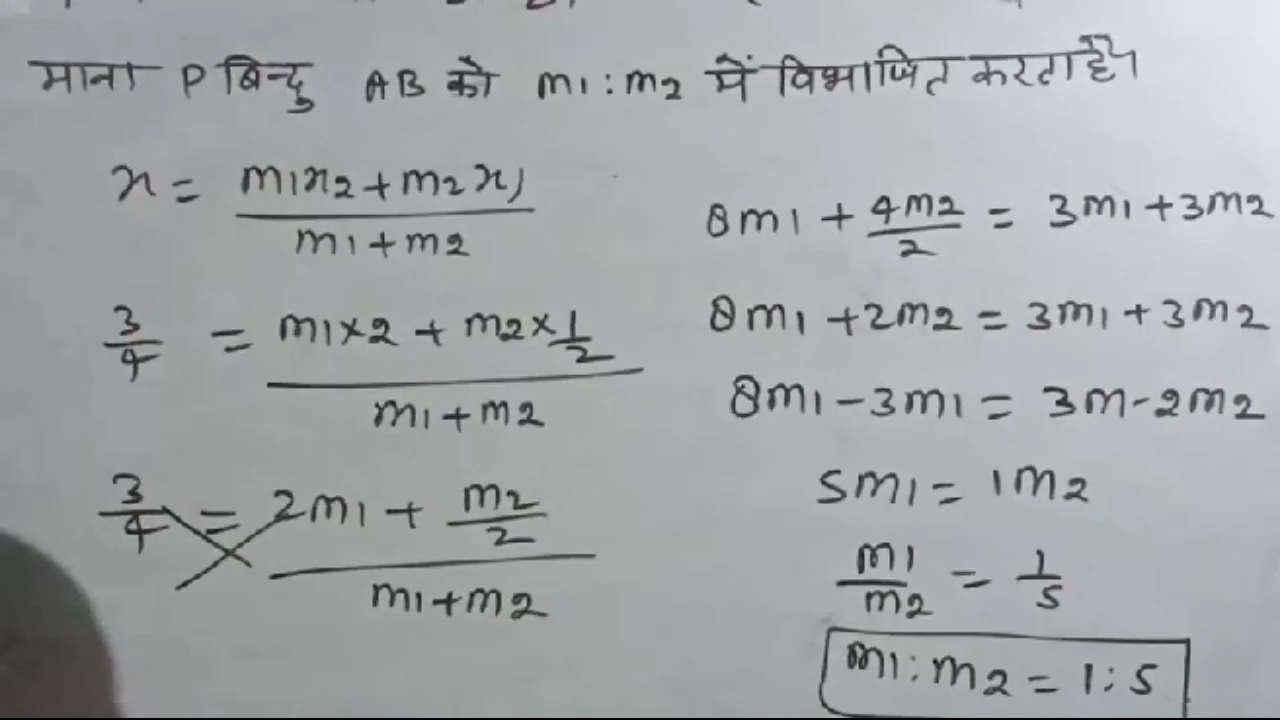 माना P बिन्दु AB को m1 : m2 में विभाजित करता है।
x = (m1x2 + m2x1) / (m1 + m2)
3/4 = (m1×2 + m2×1/2) / (m1 + m2)
3/4 = (2m1 + m2/2) / (m1+m2)
8m1 + 4m2/2 = 3m1 + 3m2
8m1 + 2m2 = 3m1 + 3m2
8m1 - 3m1 = 3m - 2m2
5m1 = 1m2
m1/m2 = 1/5
m1 : m2 = 1 : 5